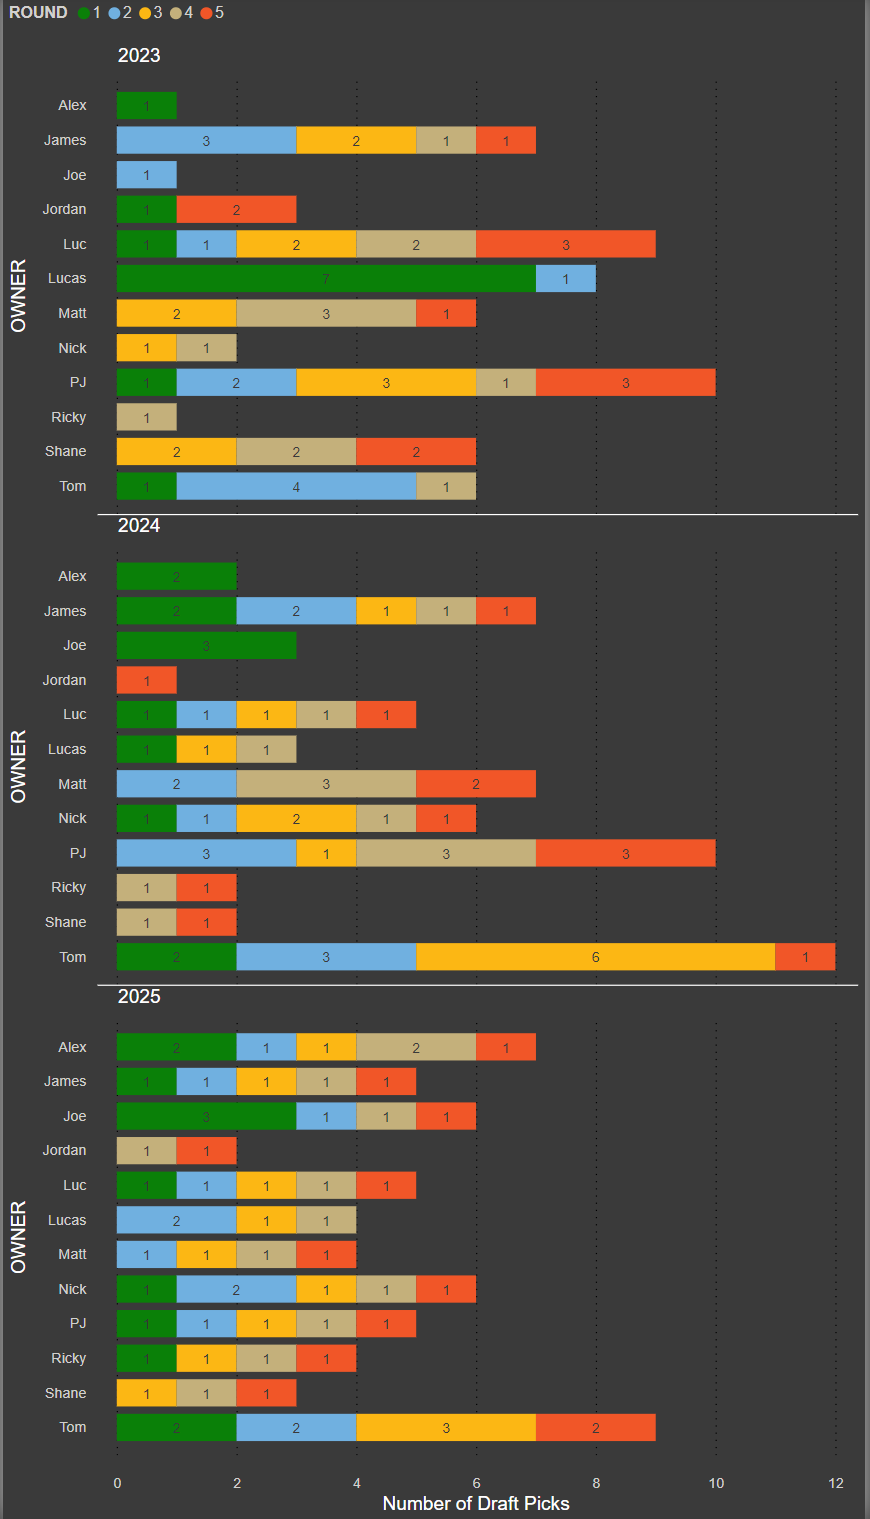 ROUND 1 2 3 4 5
2023
OWNER
Alex 1
James 3 2 1 1
Joe 1
Jordan 1 2
Luc 1 1 2 2 3
Lucas 7 1
Matt 2 3 1
Nick 1 1
PJ 1 2 3 1 3
Ricky 1
Shane 2 2 2
Tom 1 4 1
2024
OWNER
Alex 2
James 2 2 1 1 1
Joe 3
Jordan 1
Luc 1 1 1 1 1
Lucas 1 1 1
Matt 2 3 2
Nick 1 1 2 1 1
PJ 3 1 3 3
Ricky 1 1
Shane 1 1
Tom 2 3 6 1
2025
OWNER
Alex 2 1 1 2 1
James 1 1 1 1 1
Joe 3 1 1 1
Jordan 1 1
Luc 1 1 1 1 1
Lucas 2 1 1
Matt 1 1 1 1
Nick 1 2 1 1 1
PJ 1 1 1 1 1
Ricky 1 1 1 1
Shane 1 1 1
Tom 2 2 3 2
0 2 4 6 8 10 12
Number of Draft Picks